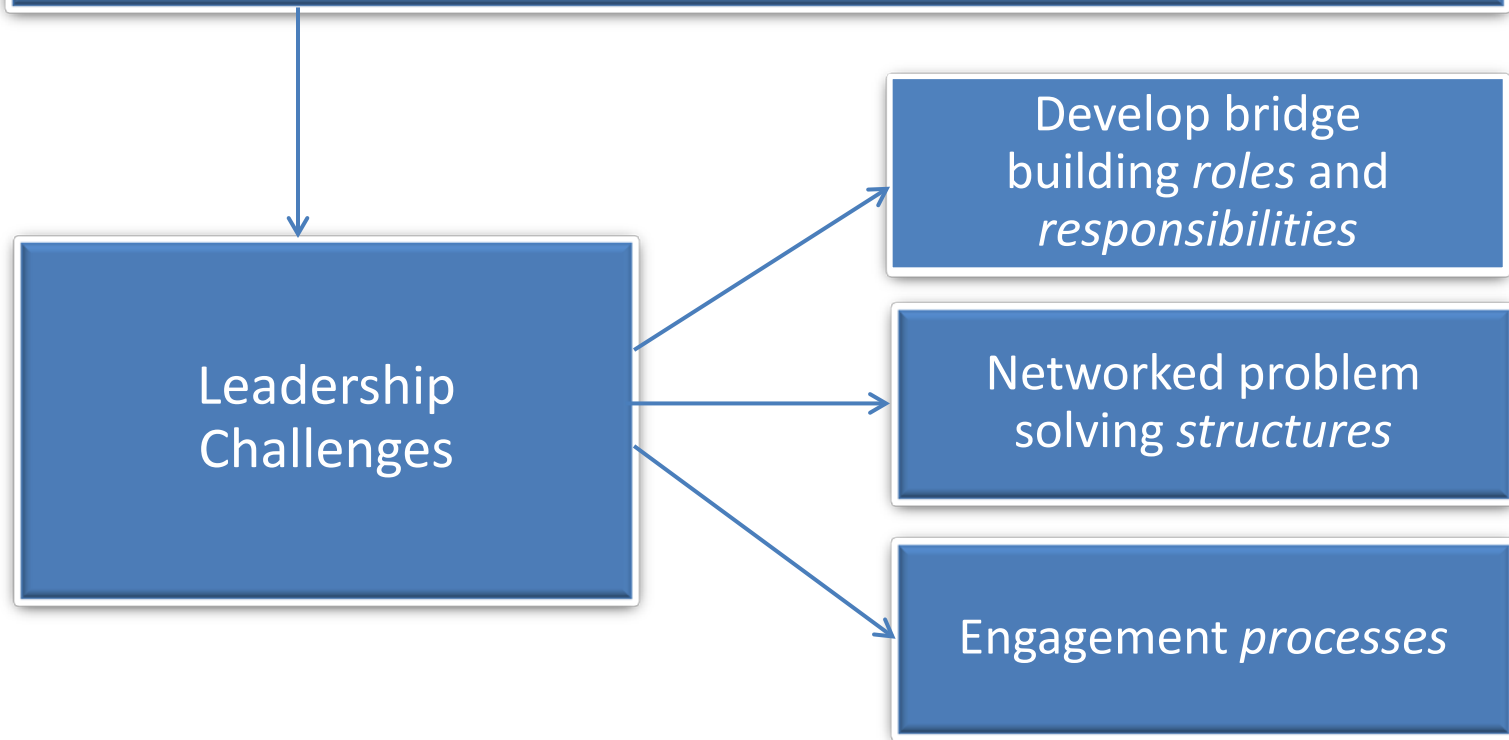 Develop bridge
building roles and
responsibilities
Leadership
Challenges
Networked problem
solving structures
Engagement processes